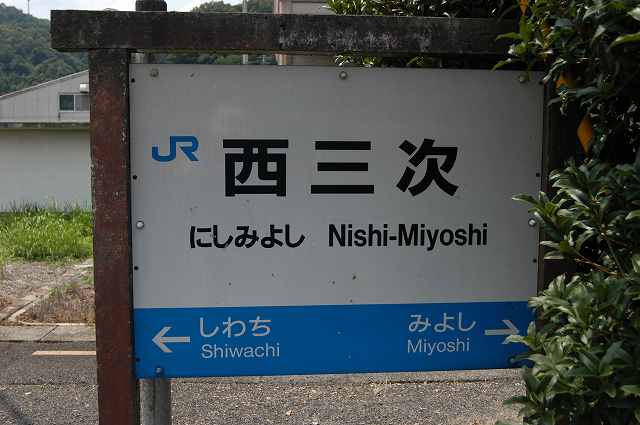 JR 西三次
にしみよし Nishi-Miyoshi
← しわち みよし →
Shiwachi Miyoshi